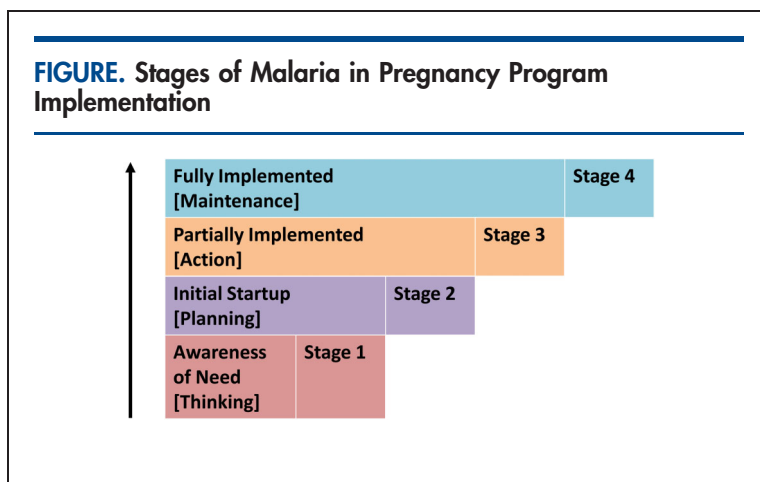 FIGURE. Stages of Malaria in Pregnancy Program
Implementation
Fully Implemented
[Maintenance]
Stage 4
Partially Implemented
[Action]
Stage 3
Initial Startup
[Planning]
Stage 2
Awareness
of Need
[Thinking]
Stage 1